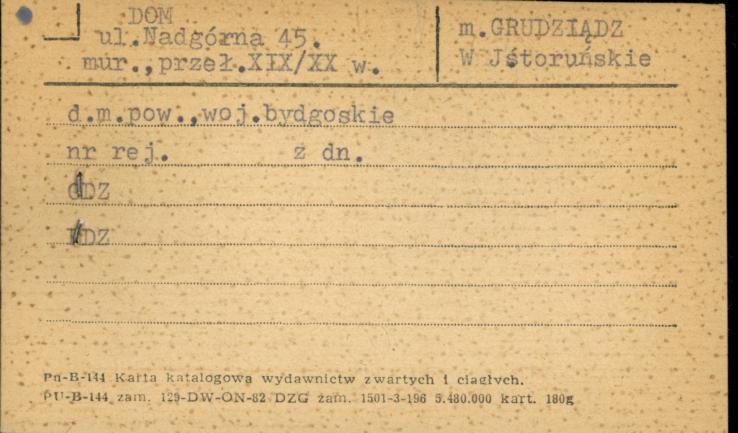 DOM
ul.Nadgórna 45.
mur.,przeł.XIX/XX w.
m.GRUDZIĄDZ
W Jśtoruńskie
d.m.pow.,woj.bydgoskie
nr rej. z dn.
ODZ
DZ
Pu-B-144 Karta katalogowa wydawnictw zwartych i ciągłych.
PU-B-144 zam. 129-DW-ON-82 DZG zam. 1501-3-196 5.480.000 kart. 180g